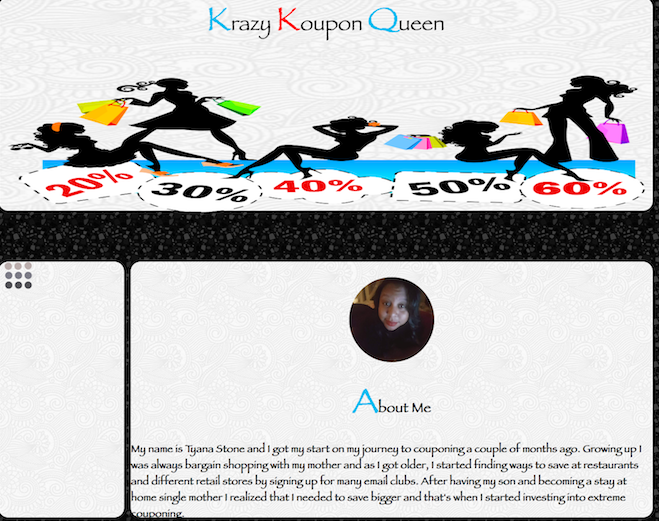 Krazy Koupon Queen
20% 30% 40% 50% 60%
About Me
My name is Tyana Stone and I got my start on my journey to couponing a couple of months ago. Growing up I
was always bargain shopping with my mother and as I got older, I started finding ways to save at restaurants
and different retail stores by signing up for many email clubs. After having my son and becoming a stay at
home single mother I realized that I needed to save bigger and that's when I started investing into extreme
couponing.